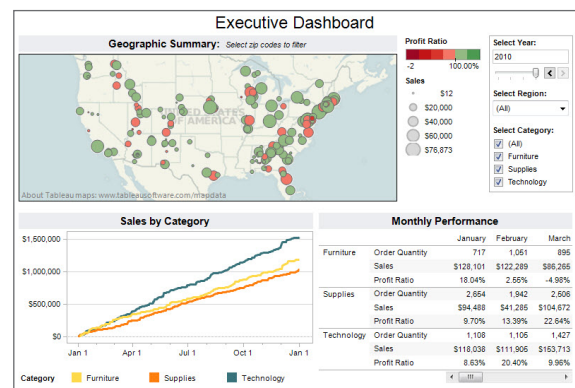 Executive Dashboard
Geographic Summary: Select zip codes to filter
UNITED STATES
OF AMERICA
About Tableau maps: www.tableausoftware.com/mapdata
Profit Ratio
-2 100.00%
Sales
$12
$20,000
$40,000
$60,000
$76,873
Select Year:
2010
Select Region:
(All)
Select Category:
(All)
Furniture
Supplies
Technology
Sales by Category
$1,500,000
$1,000,000
$500,000
$0
Jan 1 Apr 1 Jul 1 Oct 1 Jan 1
Category Furniture Supplies Technology
Monthly Performance
January February March
Furniture Order Quantity 717 1,051 895
Sales $128,101 $122,289 $86,265
Profit Ratio 18.04% 2.55% -4.98%
Supplies Order Quantity 2,654 1,942 2,506
Sales $94,488 $41,285 $104,672
Profit Ratio 9.70% 13.39% 22.64%
Technology Order Quantity 1,108 1,106 1,427
Sales $118,038 $111,906 $153,713
Profit Ratio 8.63% 20.40% 9.96%